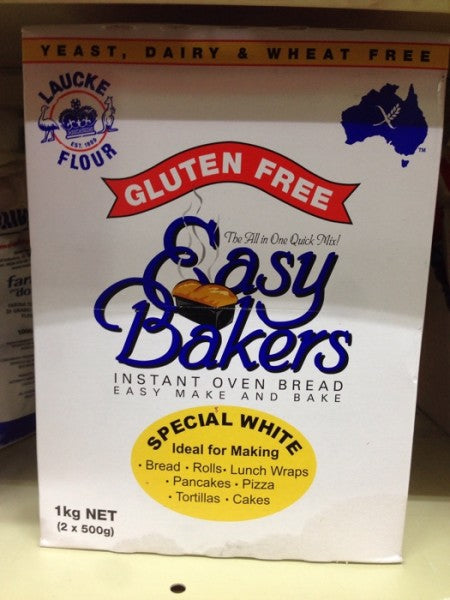 YEAST, DAIRY & WHEAT FREE
LAUCKE
EST. 1899
FLOUR
TM
GLUTEN FREE
The All in One Quick Mix!
Easy
Bakers
INSTANT OVEN BREAD
EASY MAKE AND BAKE
SPECIAL WHITE
Ideal for Making
• Bread • Rolls• Lunch Wraps
• Pancakes • Pizza
• Tortillas • Cakes
1kg NET
(2 x 500g)